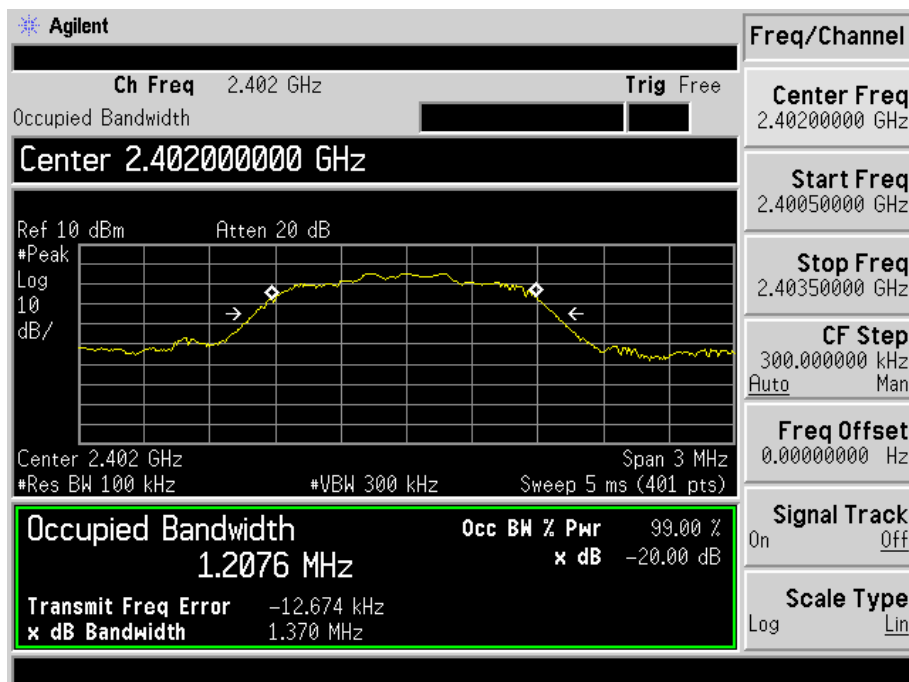 Agilent
Freq/Channel
Ch Freq 2.402 GHz Trig Free
Occupied Bandwidth
Center 2.402000000 GHz
Ref 10 dBm Atten 20 dB
#Peak
Log
10
dB/
Center 2.402 GHz Span 3 MHz
#Res BW 100 kHz #VBW 300 kHz Sweep 5 ms (401 pts)
Occupied Bandwidth Occ BW % Pwr 99.00 %
1.2076 MHz x dB -20.00 dB
Transmit Freq Error -12.674 kHz
x dB Bandwidth 1.370 MHz
Center Freq
2.40200000 GHz
Start Freq
2.40050000 GHz
Stop Freq
2.40350000 GHz
CF Step
300.000000 kHz
Auto Man
Freq Offset
0.00000000 Hz
Signal Track
On Off
Scale Type
Log Lin